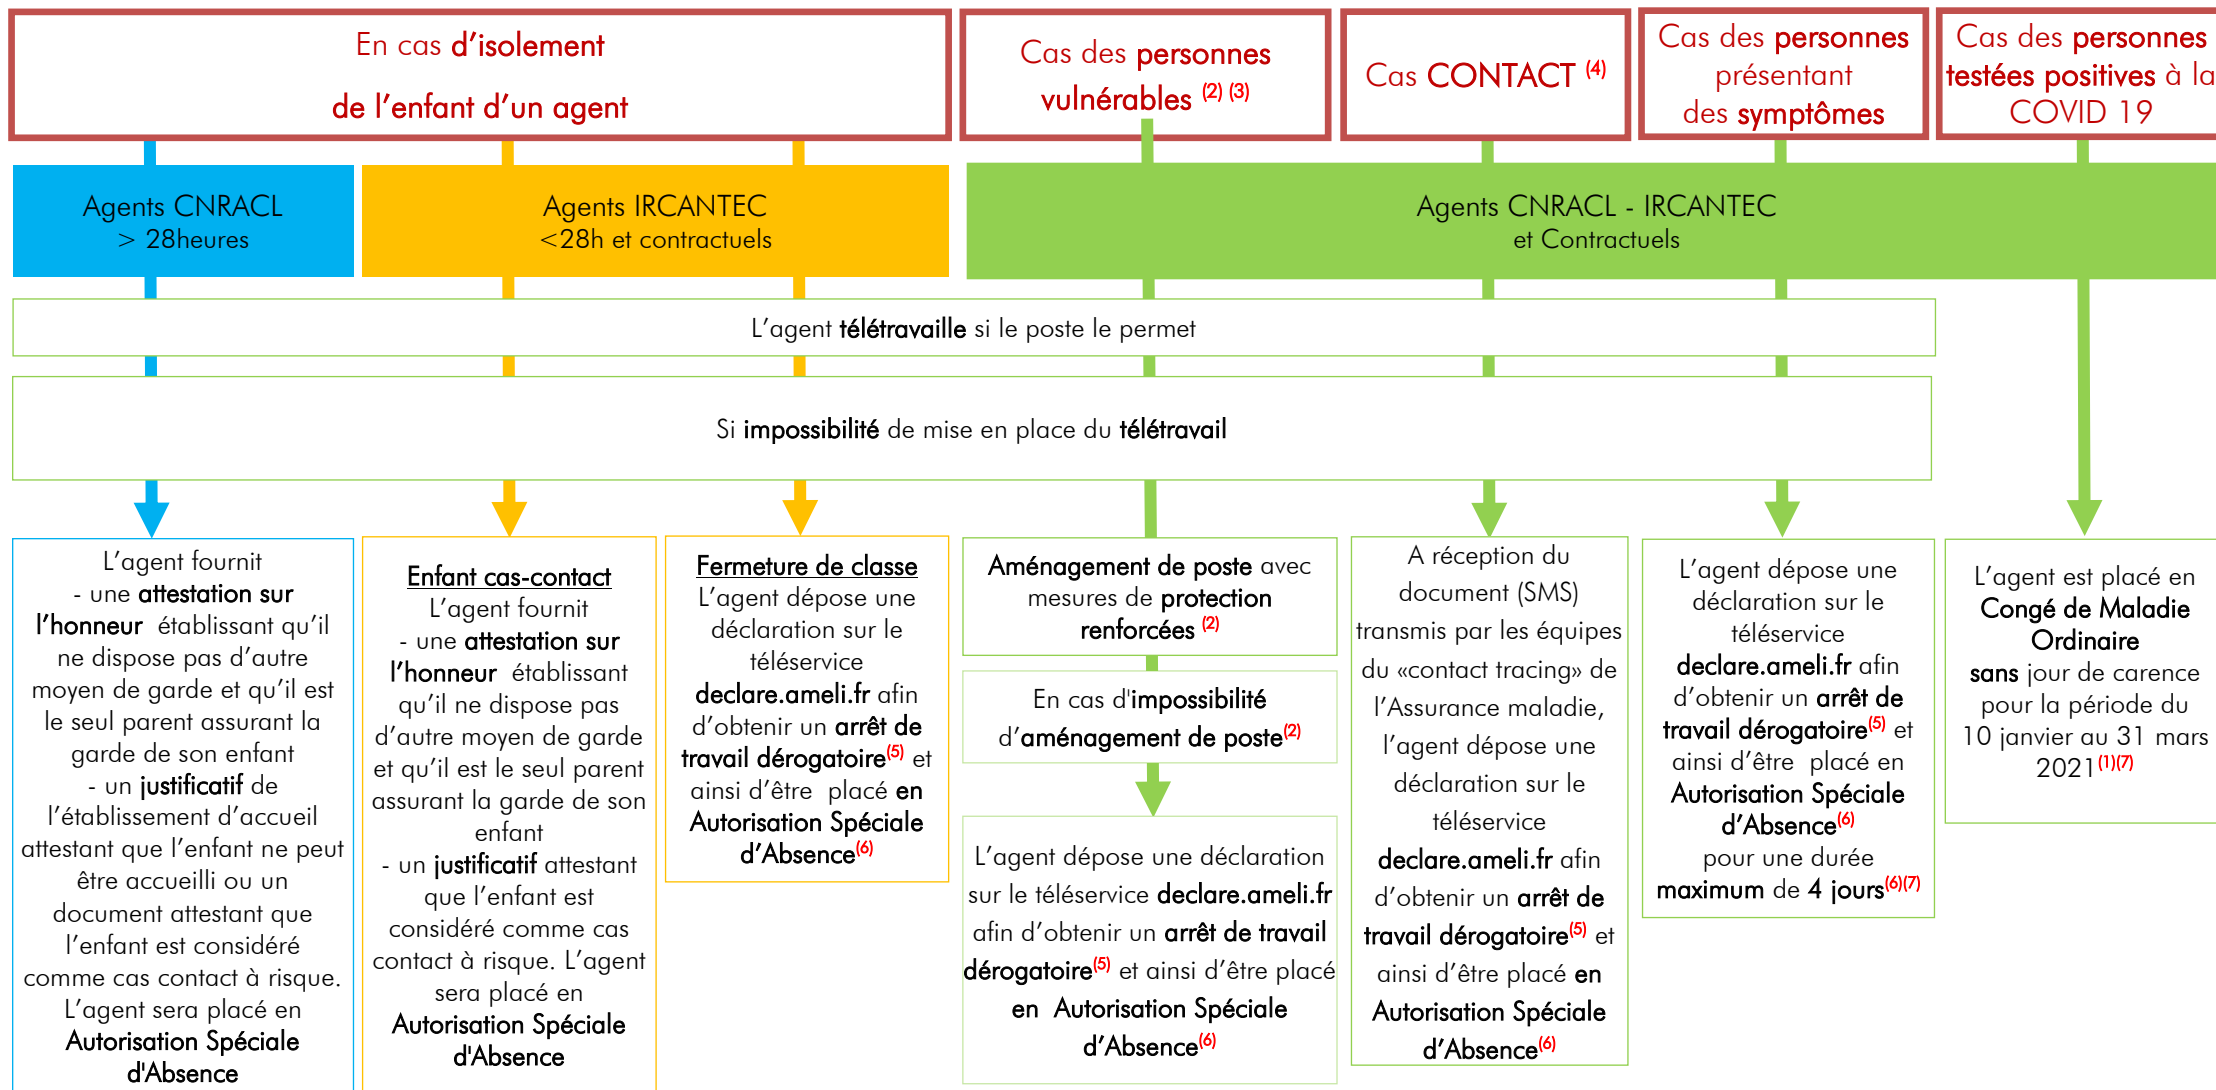 En cas d’isolement
de l’enfant d’un agent
Cas des personnes
vulnérables (2) (3)
Cas CONTACT (4)
Cas des personnes
présentant
des symptômes
Cas des personnes
testées positives à la
COVID 19
Agents CNRACL
> 28heures
Agents IRCANTEC
<28h et contractuels
Agents CNRACL - IRCANTEC
et Contractuels
L’agent télétravaille si le poste le permet
Si impossibilité de mise en place du télétravail
L’agent fournit
- une attestation sur
l’honneur établissant qu’il
ne dispose pas d’autre
moyen de garde et qu’il est
le seul parent assurant la
garde de son enfant
- un justificatif de
l’établissement d’accueil
attestant que l’enfant ne peut
être accueilli ou un
document attestant que
l’enfant est considéré
comme cas contact à risque.
L’agent sera placé en
Autorisation Spéciale
d'Absence
Enfant cas-contact
L’agent fournit
- une attestation sur
l’honneur établissant
qu’il ne dispose pas
d’autre moyen de garde
et qu’il est le seul parent
assurant la garde de son
enfant
- un justificatif attestant
que l’enfant est
considéré comme cas
contact à risque. L’agent
sera placé en
Autorisation Spéciale
d'Absence
Fermeture de classe
L’agent dépose une
déclaration sur le
téléservice
declare.ameli.fr afin
d’obtenir un arrêt de
travail dérogatoire(5) et
ainsi d’être placé en
Autorisation Spéciale
d’Absence(6)
Aménagement de poste avec
mesures de protection
renforcées (2)
En cas d'impossibilité
d’aménagement de poste(2)
L’agent dépose une déclaration
sur le téléservice declare.ameli.fr
afin d’obtenir un arrêt de travail
dérogatoire(5) et ainsi d’être placé
en Autorisation Spéciale
d’Absence(6)
A réception du
document (SMS)
transmis par les équipes
du «contact tracing» de
l’Assurance maladie,
l’agent dépose une
déclaration sur le
téléservice
declare.ameli.fr afin
d’obtenir un arrêt de
travail dérogatoire(5) et
ainsi d’être placé en
Autorisation Spéciale
d’Absence(6)
L’agent dépose une
déclaration sur le
téléservice
declare.ameli.fr afin
d’obtenir un arrêt de
travail dérogatoire(5) et
ainsi d’être placé en
Autorisation Spéciale
d’Absence(6)
pour une durée
maximum de 4 jours(6)(7)
L’agent est placé en
Congé de Maladie
Ordinaire
sans jour de carence
pour la période du
10 janvier au 31 mars
2021(1)(7)